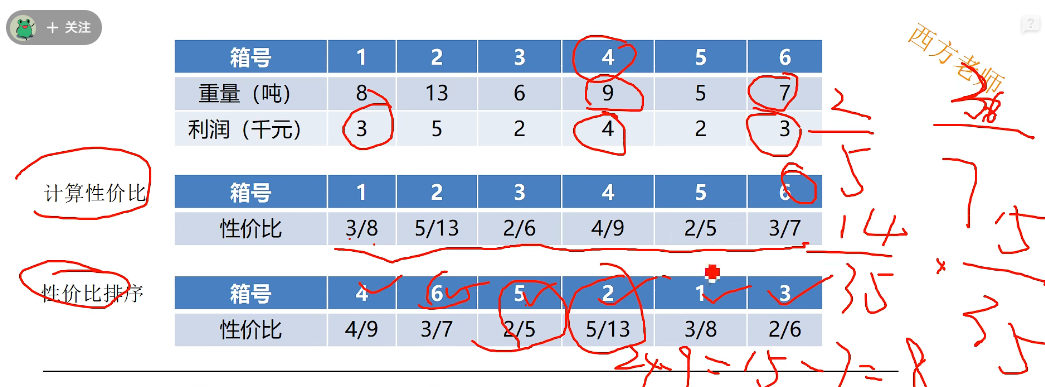 + 关注
西方老师
箱号 1 2 3 4 5 6
重量（吨） 8 13 6 9 5 7
利润（千元） 3 5 2 4 2 3
2/5
计算性价比
箱号 1 2 3 4 5 6
性价比 3/8 5/13 2/6 4/9 2/5 3/7
14/35
性价比排序
箱号 4 6 5 2 1 3
性价比 4/9 3/7 2/5 5/13 3/8 2/6